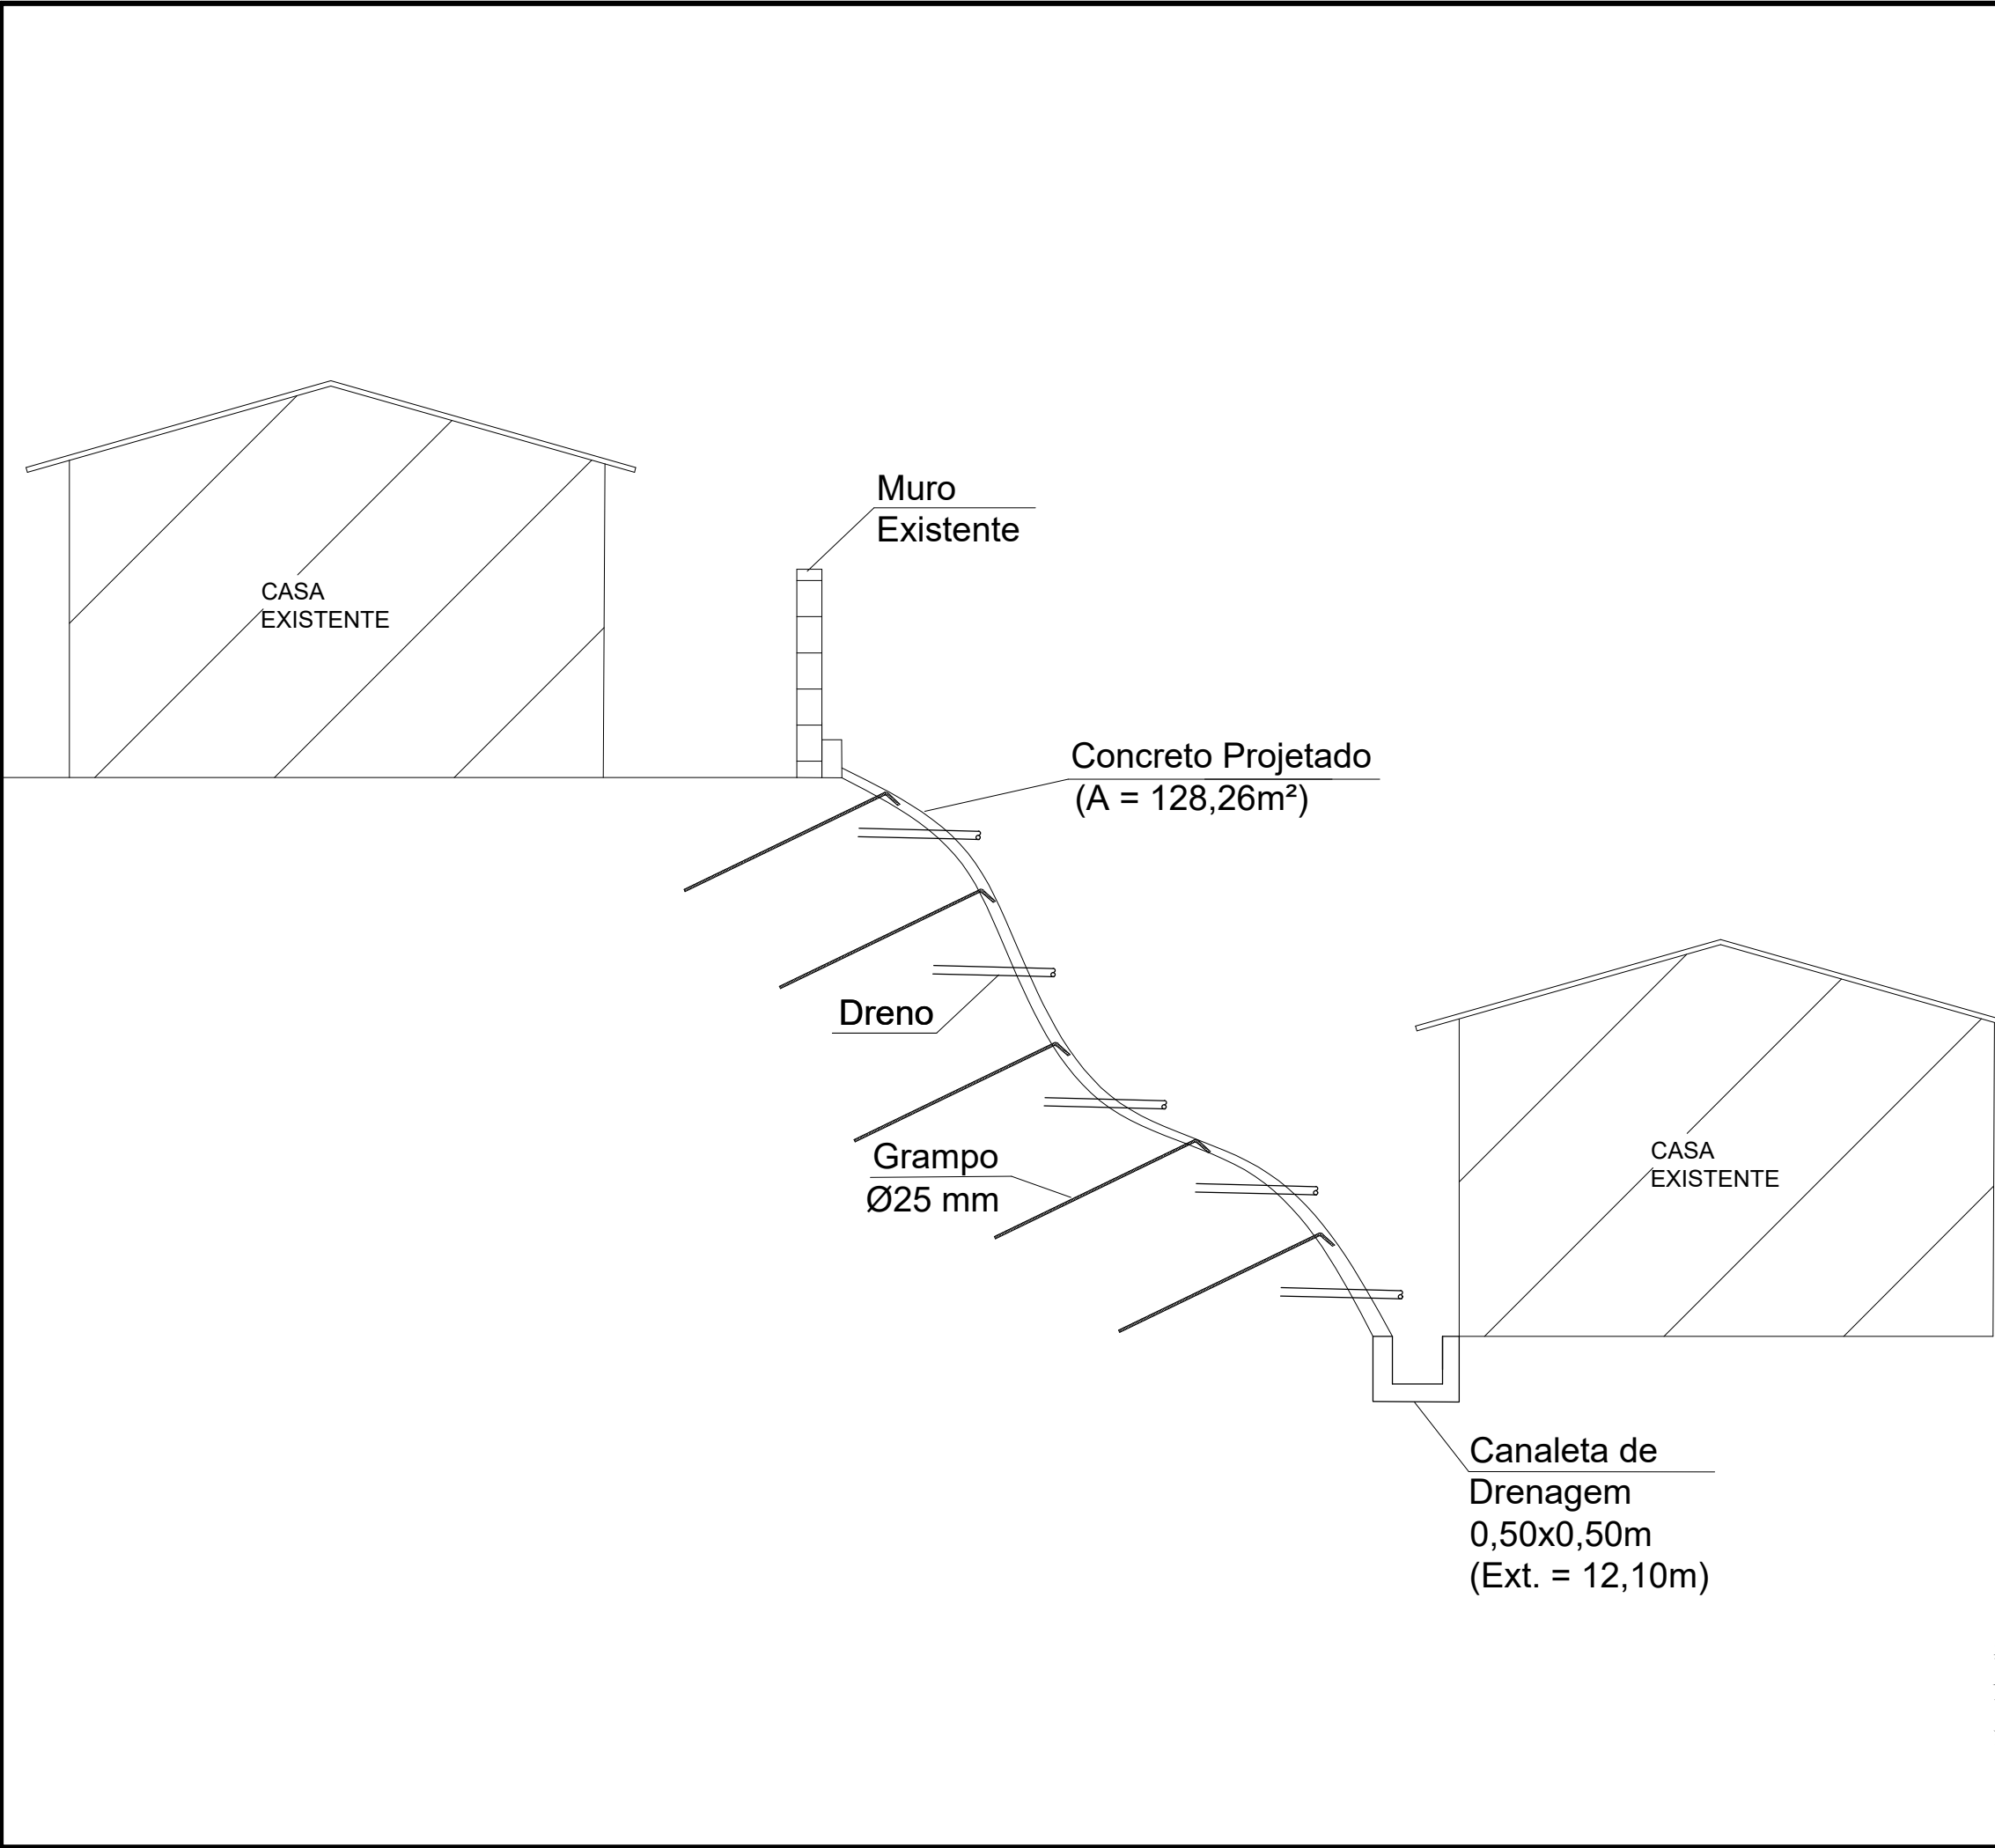 Muro
Existente
CASA
EXISTENTE
Concreto Projetado
(A = 128,26m²)
Dreno
Grampo
Ø25 mm
CASA
EXISTENTE
Canaleta de
Drenagem
0,50x0,50m
(Ext. = 12,10m)